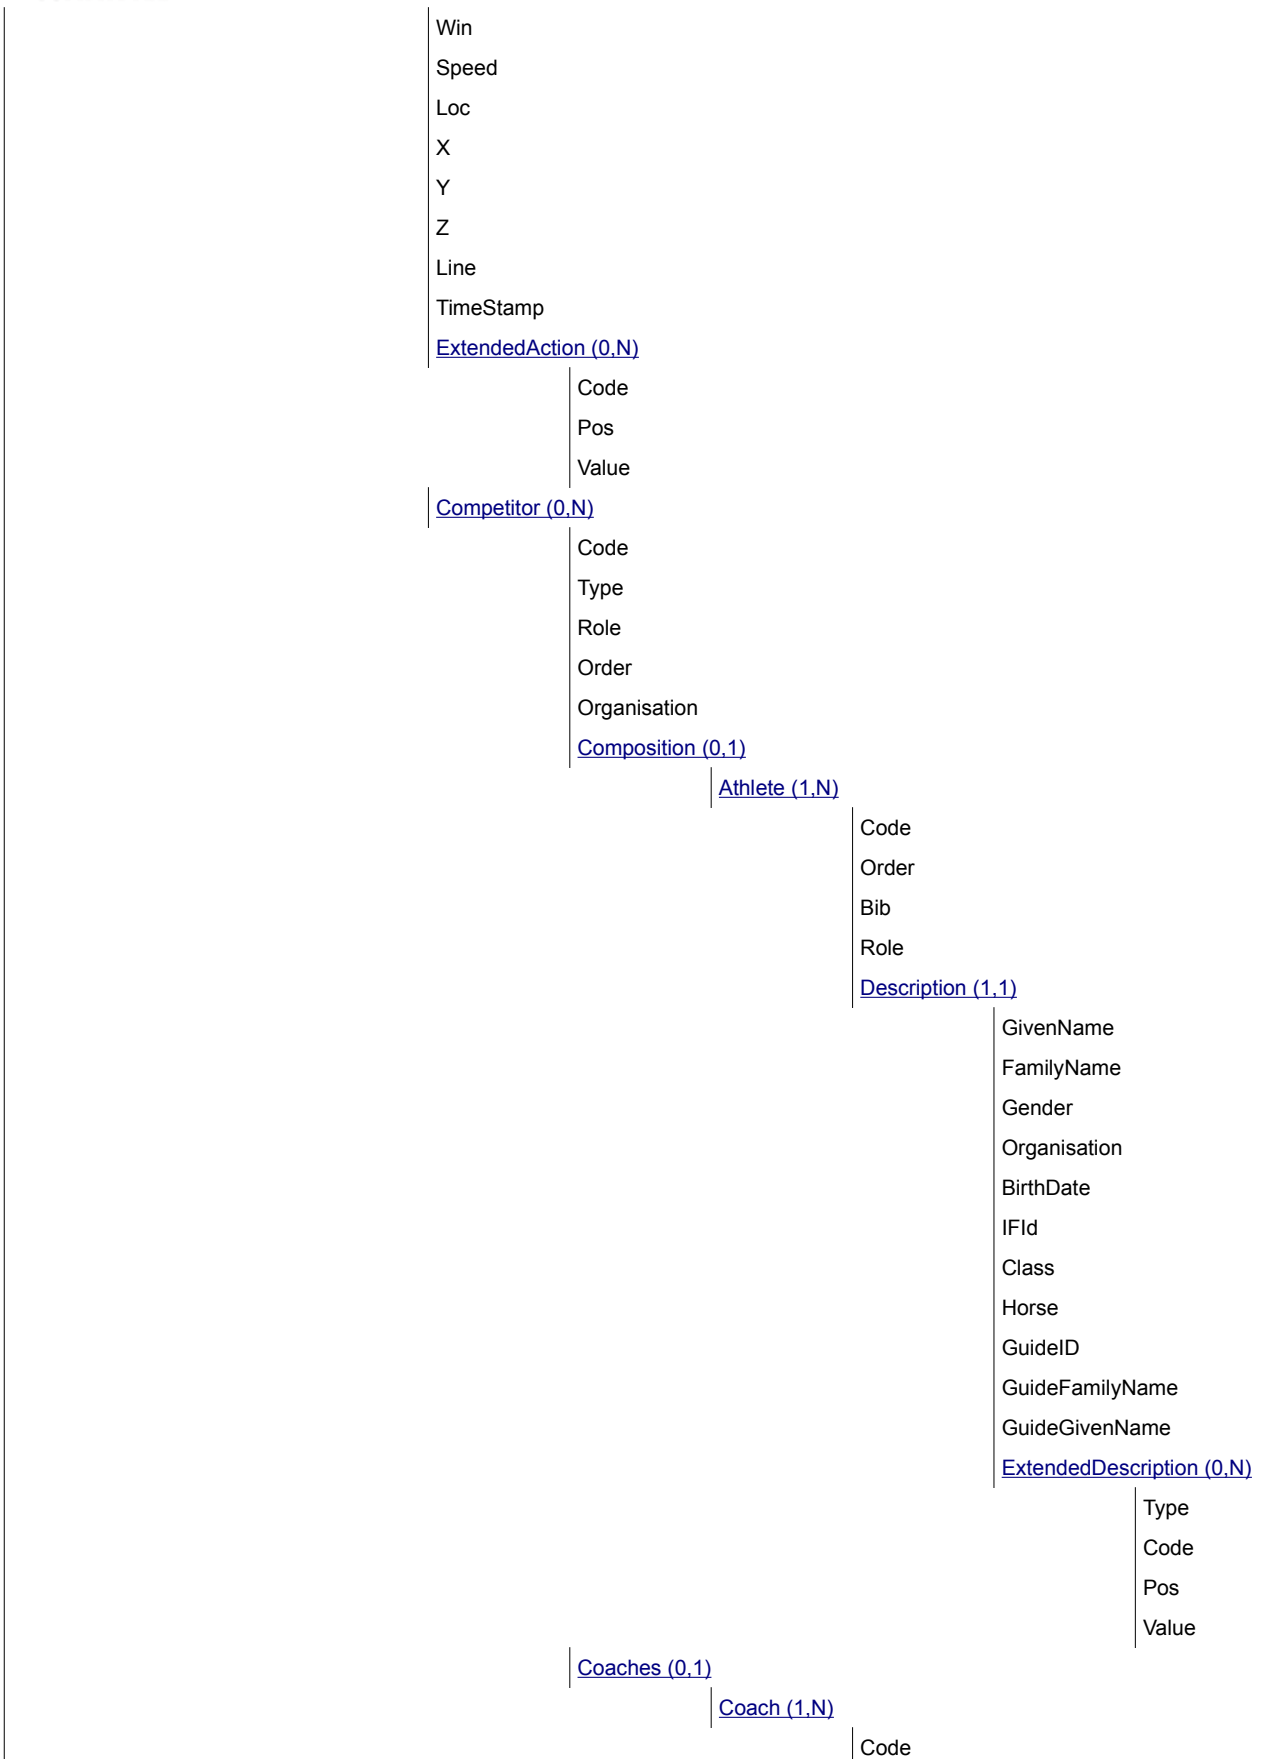 Win
Speed
Loc
X
Y
Z
Line
TimeStamp
ExtendedAction (0,N)
Code
Pos
Value
Competitor (0,N)
Code
Type
Role
Order
Organisation
Composition (0,1)
Athlete (1,N)
Code
Order
Bib
Role
Description (1,1)
GivenName
FamilyName
Gender
Organisation
BirthDate
IFId
Class
Horse
GuideID
GuideFamilyName
GuideGivenName
ExtendedDescription (0,N)
Type
Code
Pos
Value
Coaches (0,1)
Coach (1,N)
Code